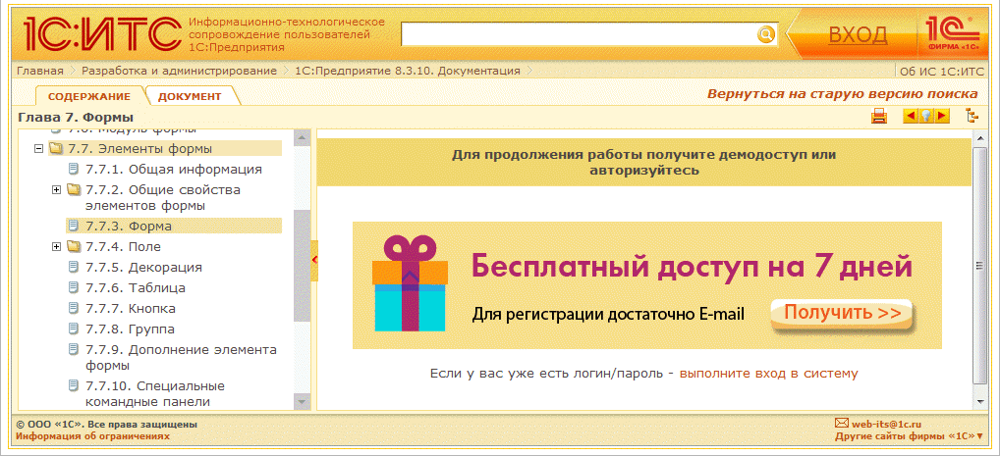 1С:ИТС
Информационно-технологическое
сопровождение пользователей
1С:Предприятия
ВХОД
1С
ФИРМА «1С»
Главная
Разработка и администрирование
1С:Предприятие 8.3.10. Документация
Об ИС 1С:ИТС
СОДЕРЖАНИЕ
ДОКУМЕНТ
Вернуться на старую версию поиска
Глава 7. Формы
7.6. Модуль формы
7.7. Элементы формы
7.7.1. Общая информация
7.7.2. Общие свойства
элементов формы
7.7.3. Форма
7.7.4. Поле
7.7.5. Декорация
7.7.6. Таблица
7.7.7. Кнопка
7.7.8. Группа
7.7.9. Дополнение элемента
формы
7.7.10. Специальные
командные панели
Для продолжения работы получите демодоступ или
авторизуйтесь
Бесплатный доступ на 7 дней
Для регистрации достаточно E-mail
Получить >>
Если у вас уже есть логин/пароль - выполните вход в систему
© ООО «1С». Все права защищены
Информация об ограничениях
web-its@1c.ru
Другие сайты фирмы «1С»▼